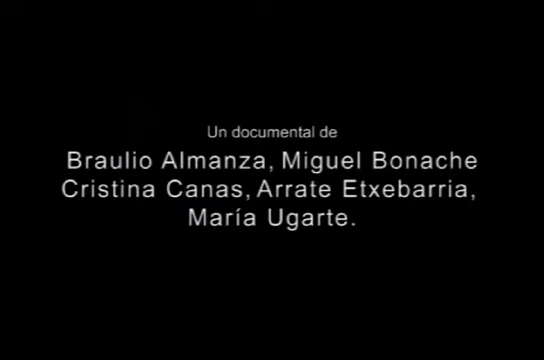 Un documental de
Braulio Almanza, Miguel Bonache
Cristina Canas, Arrate Etxebarria,
María Ugarte.